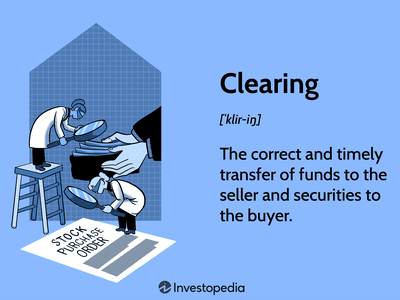 Clearing
['klir-iŋ]
The correct and timely
transfer of funds to the
seller and securities to
the buyer.
STOCK
PURCHASE
ORDER
Investopedia